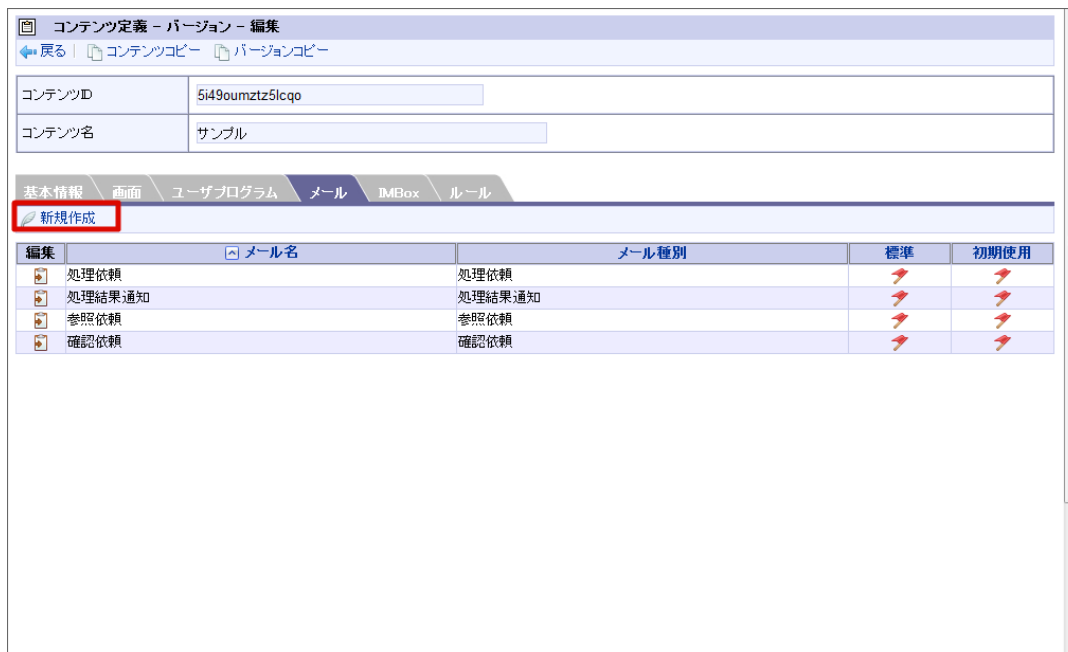 コンテンツ定義 - バージョン - 編集
戻る コンテンツコピー バージョンコピー
コンテンツID 5i49oumztz5lcqo
コンテンツ名 サンプル
基本情報 画面 ユーザプログラム メール IMBox ルール
新規作成
編集 メール名 メール種別 標準 初期使用
処理依頼 処理依頼
処理結果通知 処理結果通知
参照依頼 参照依頼
確認依頼 確認依頼